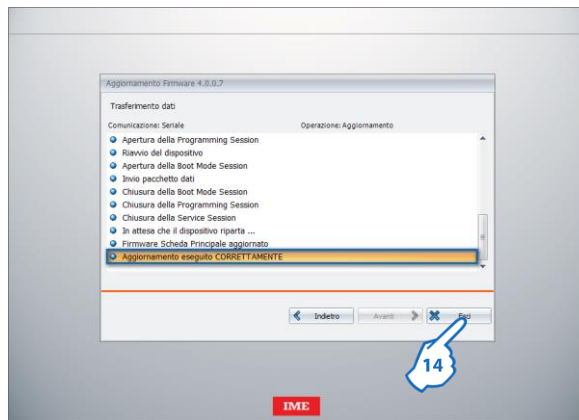 Aggiornamento Firmware 4.0.0.7
Trasferimento dati
Comunicazione: Seriale Operazione: Aggiornamento
Apertura della Programming Session
Riavvio del dispositivo
Apertura della Boot Mode Session
Invio pacchetto dati
Chiusura della Boot Mode Session
Chiusura della Programming Session
Chiusura della Service Session
In attesa che il dispositivo riparta ...
Firmware Scheda Principale aggiornato
Aggiornamento eseguito CORRETTAMENTE
Indietro Avanti Esci
14
IME